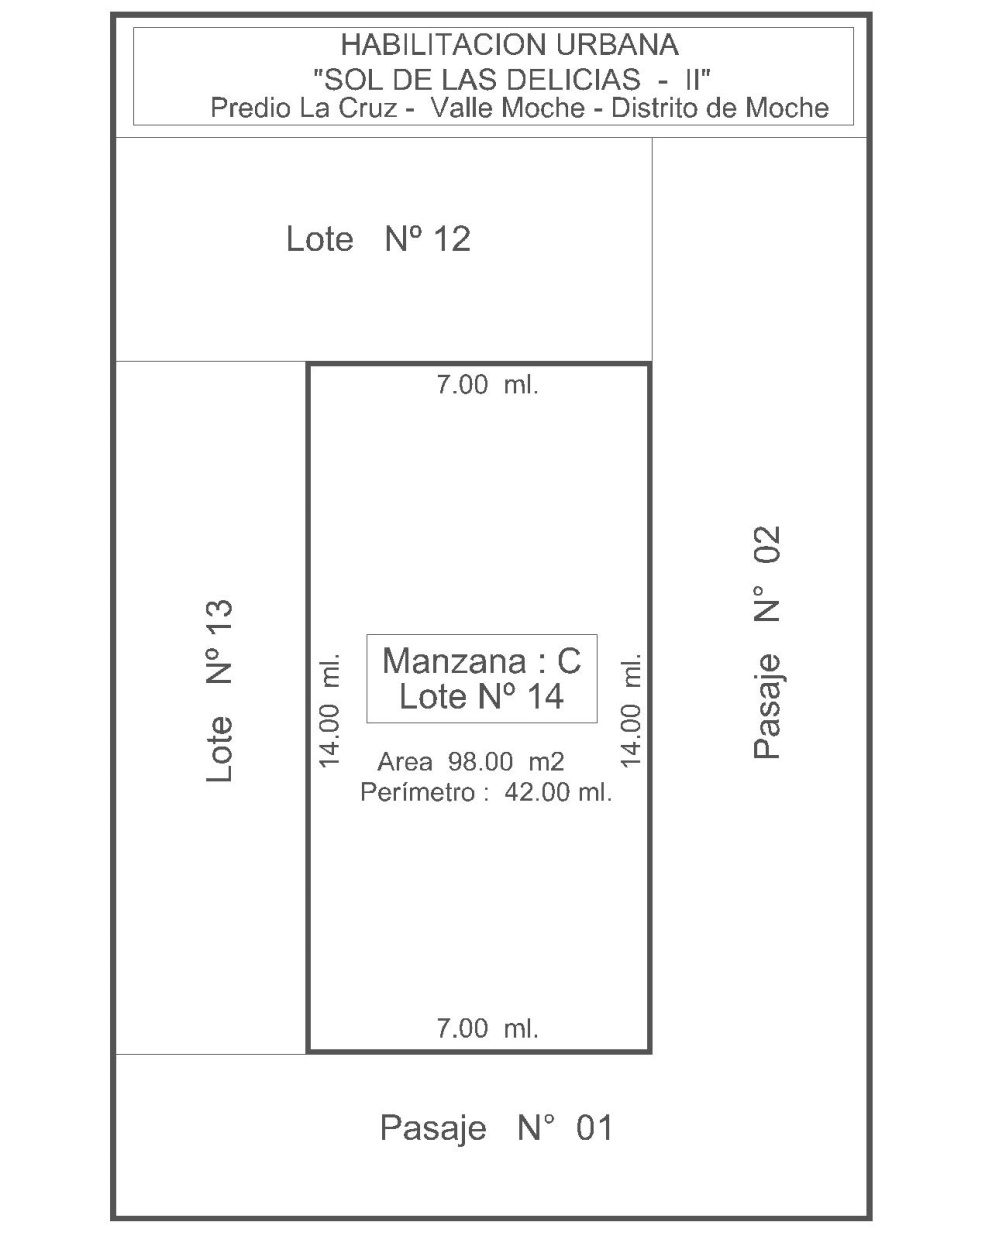 HABILITACION URBANA
"SOL DE LAS DELICIAS - II"
Predio La Cruz - Valle Moche - Distrito de Moche
Lote Nº 12
7.00 ml.
Lote Nº 13
14.00 ml.
Manzana : C
Lote Nº 14
Area 98.00 m2
Perímetro : 42.00 ml.
14.00 ml.
Pasaje N° 02
7.00 ml.
Pasaje N° 01